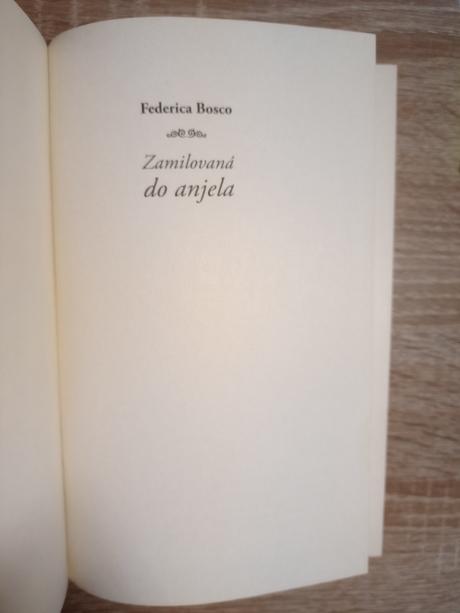 Federica Bosco
Zamilovaná
do anjela